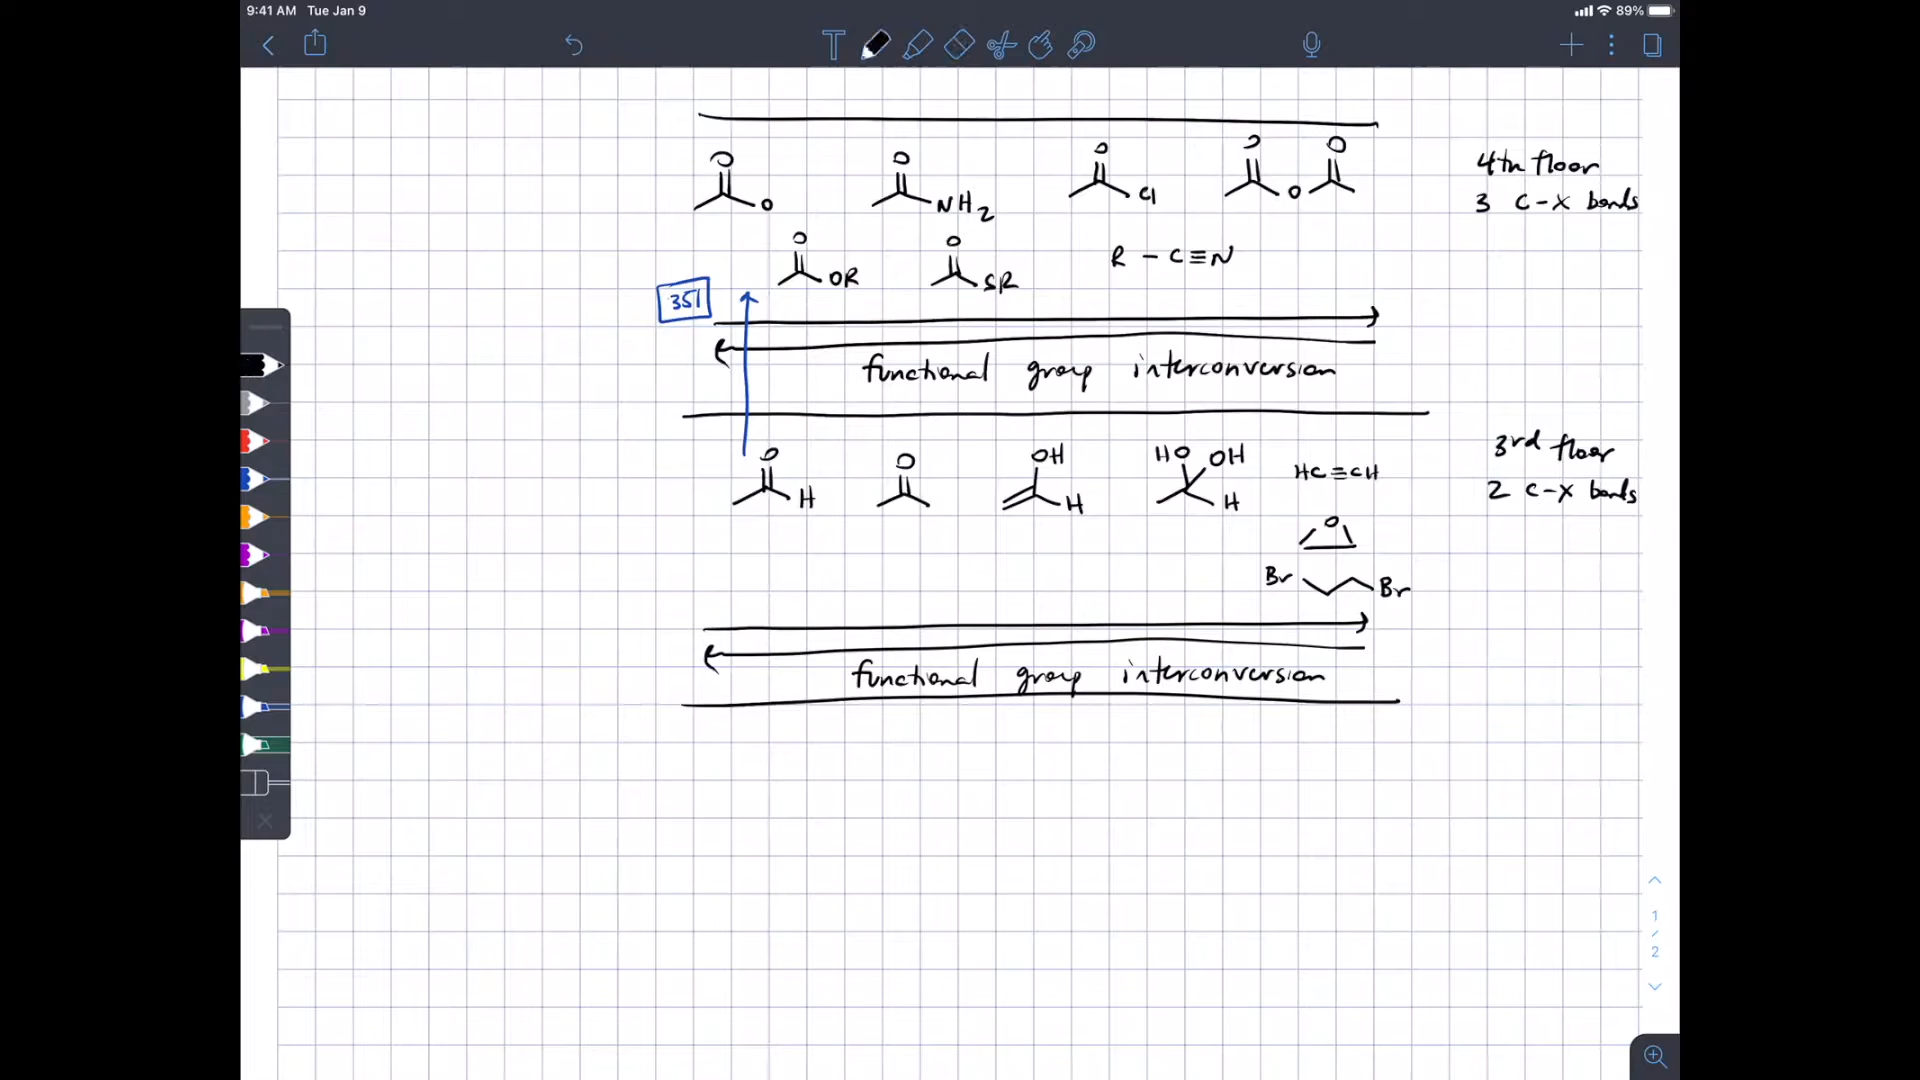 9:41 AM Tue Jan 9
89%
T
O O O O O
4th floor
O NH2 Cl O
3 C-X bonds
O O R - C≡N
OR SR
351
functional group interconversion
3rd floor
O O OH HO OH HC≡CH
2 C-X bonds
H H H
O
Br Br
functional group interconversion
1
/
2